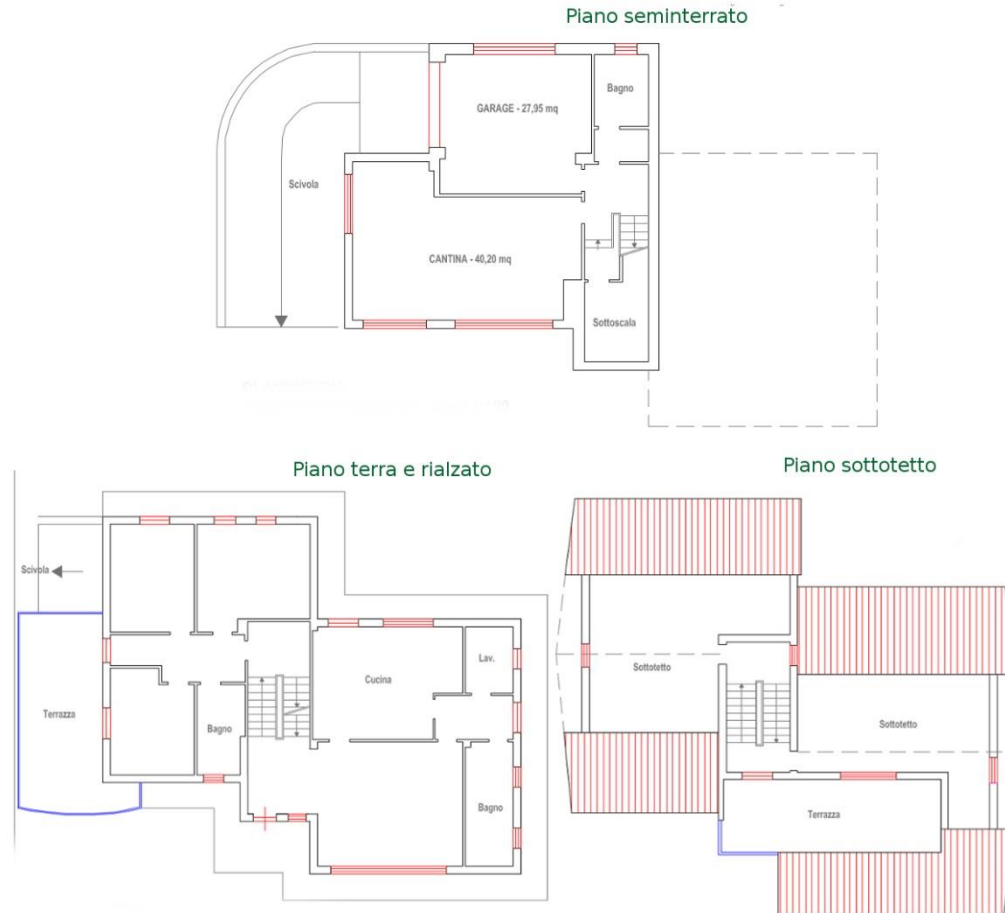 Piano seminterrato
Bagno
GARAGE - 27,95 mq
Scivola
CANTINA - 40,20 mq
Sottoscala
Piano terra e rialzato
Scivola
Terrazza
Bagno
Cucina
Lav.
Bagno
Piano sottotetto
Sottotetto
Sottotetto
Terrazza